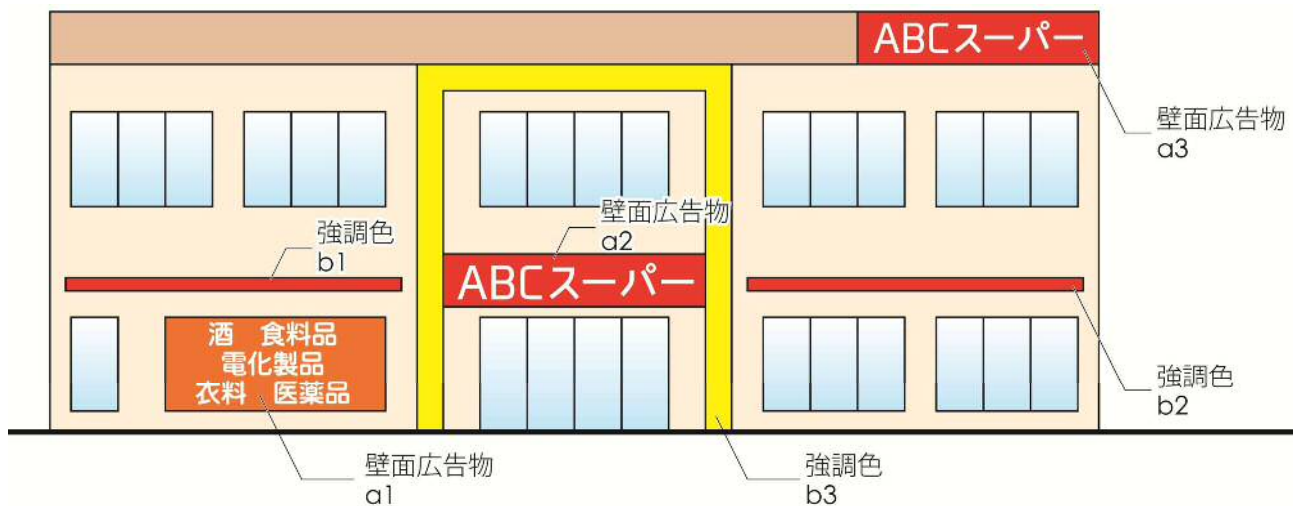 ABCスーパー
壁面広告物
a3
壁面広告物
a2
強調色
b1
ABCスーパー
酒 食料品
電化製品
衣料 医薬品
強調色
b2
壁面広告物
a1
強調色
b3